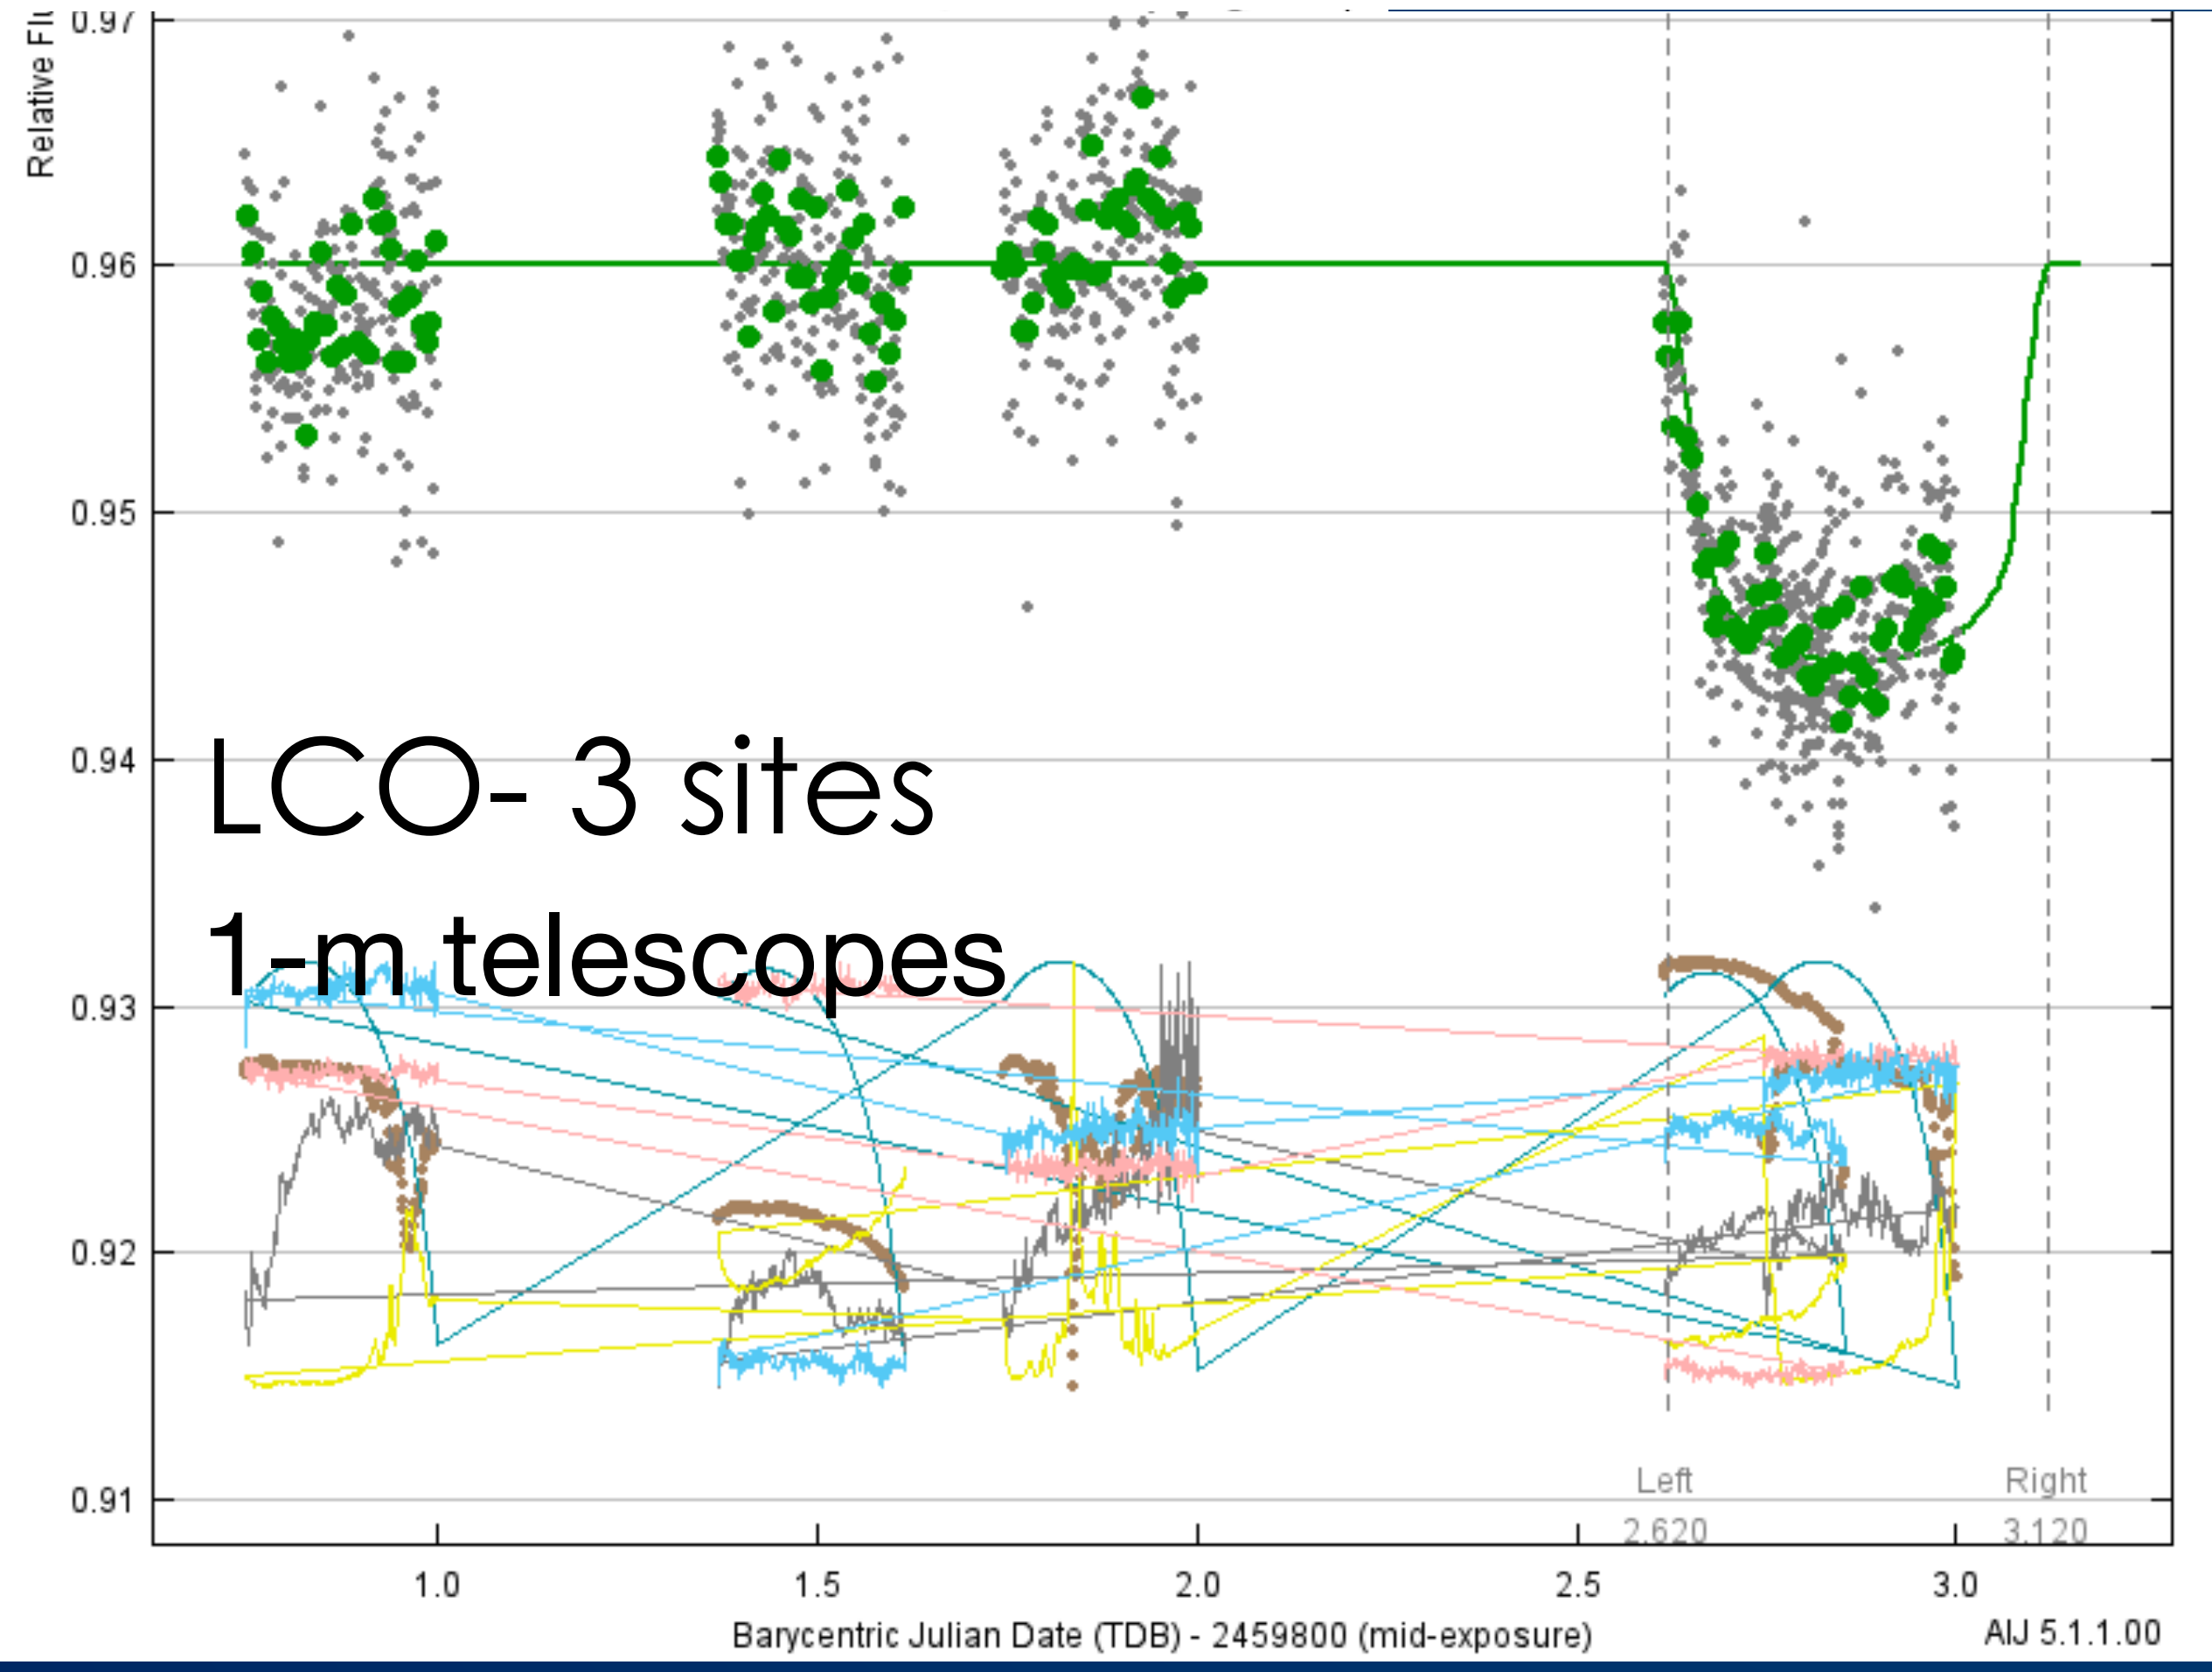 Relative
0.97
0.96
0.95
0.94
LCO- 3 sites
1-m telescopes
0.93
0.92
0.91
Left
Right
2.620
3.120
1.0
1.5
2.0
2.5
3.0
Barycentric Julian Date (TDB) - 2459800 (mid-exposure)
AIJ 5.1.1.00